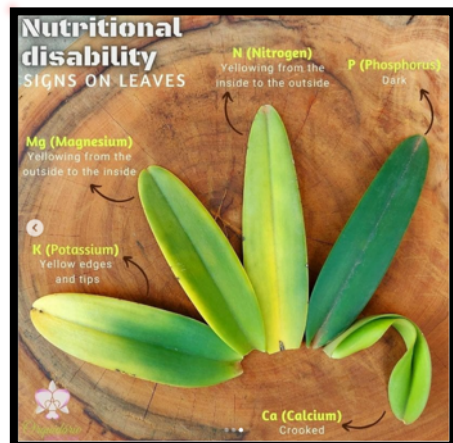 Nutritional
disability
SIGNS ON LEAVES
N (Nitrogen)
Yellowing from the
inside to the outside
P (Phosphorus)
Dark
Mg (Magnesium)
Yellowing from the
outside to the inside
K (Potassium)
Yellow edges
and tips
Ca (Calcium)
Crooked